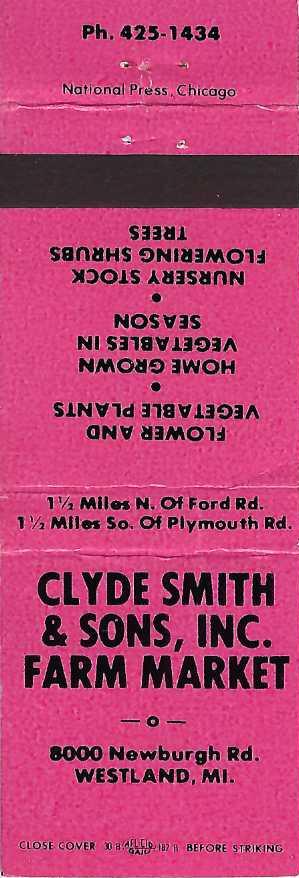 Ph. 425-1434
National Press, Chicago
FLOWER AND
VEGETABLE PLANTS
•
HOME GROWN
VEGETABLES IN
SEASON
•
NURSERY STOCK
FLOWERING SHRUBS
TREES
1½ Miles N. Of Ford Rd.
1½ Miles So. Of Plymouth Rd.
CLYDE SMITH
& SONS, INC.
FARM MARKET
— o —
8000 Newburgh Rd.
WESTLAND, MI.
CLOSE COVER BEFORE STRIKING